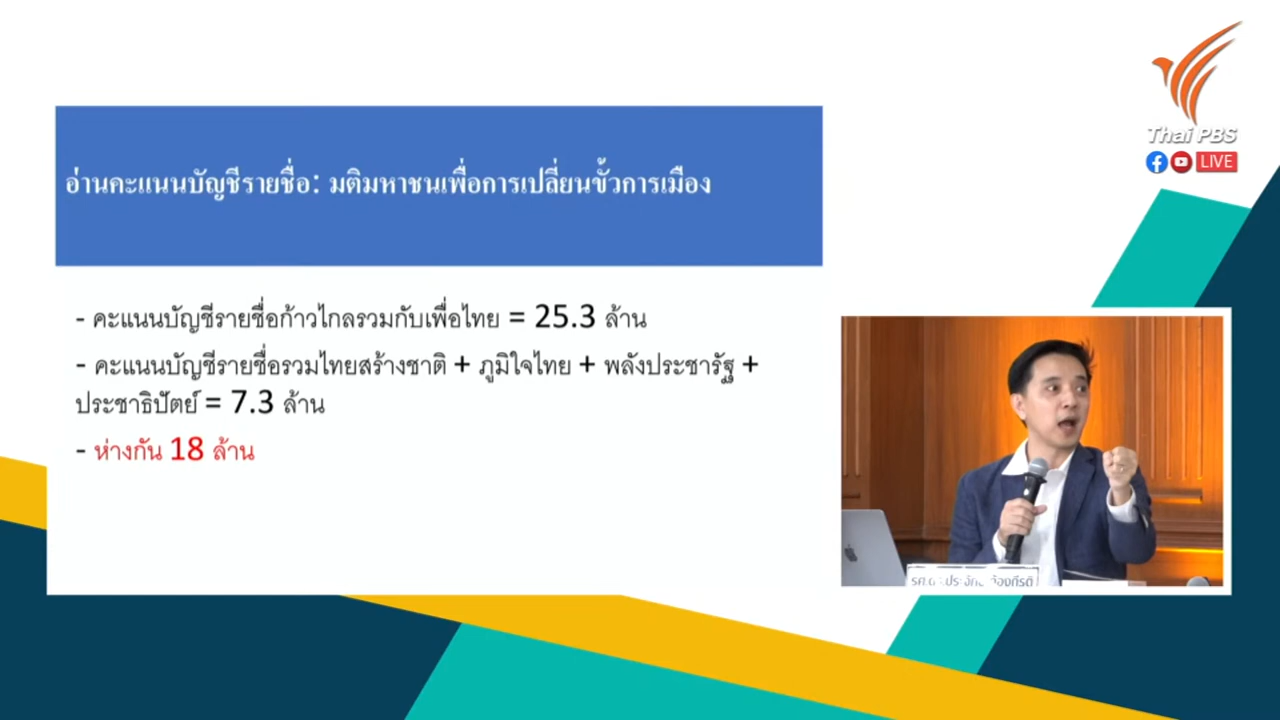 Thai PBS
LIVE
อ่านคะแนนบัญชีรายชื่อ: มติมหาชนเพื่อการเปลี่ยนขั้วการเมือง
- คะแนนบัญชีรายชื่อก้าวไกลรวมกับเพื่อไทย = 25.3 ล้าน
- คะแนนบัญชีรายชื่อรวมไทยสร้างชาติ + ภูมิใจไทย + พลังประชารัฐ +
ประชาธิปัตย์ = 7.3 ล้าน
- ห่างกัน 18 ล้าน